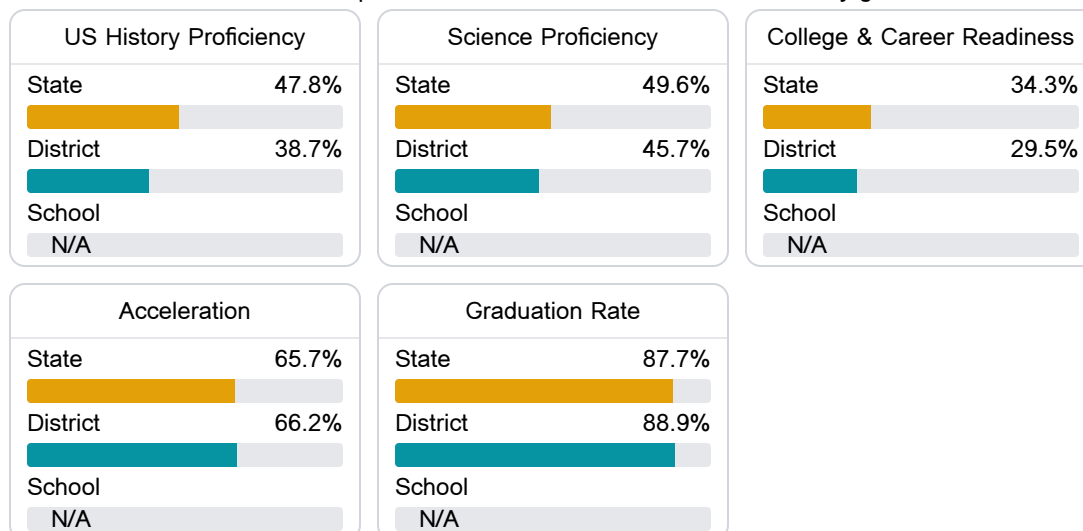 US History Proficiency
State 47.8%
District 38.7%
School
N/A
Science Proficiency
State 49.6%
District 45.7%
School
N/A
College & Career Readiness
State 34.3%
District 29.5%
School
N/A
Acceleration
State 65.7%
District 66.2%
School
N/A
Graduation Rate
State 87.7%
District 88.9%
School
N/A